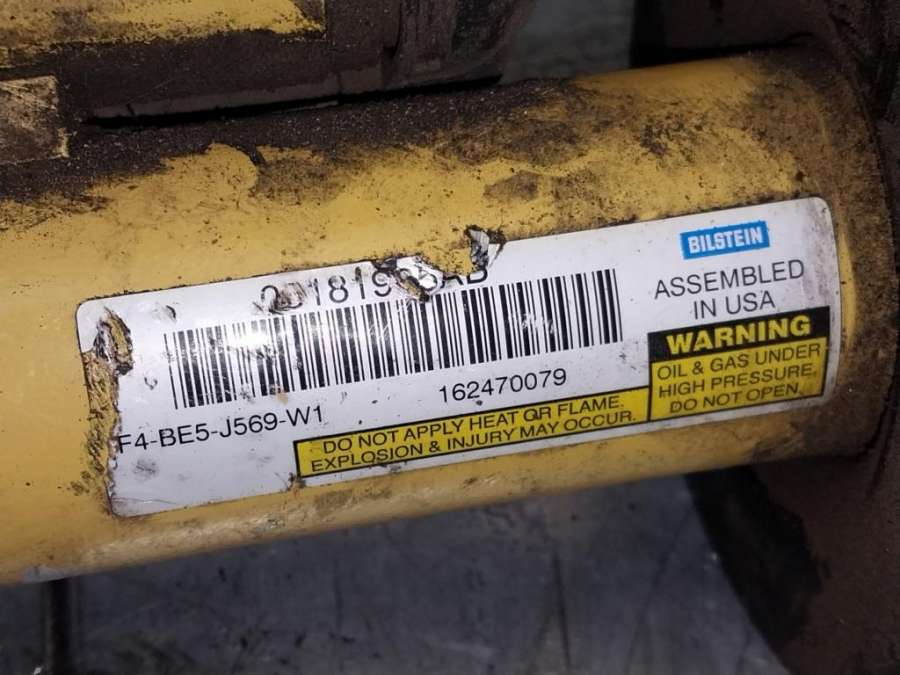 BILSTEIN
ASSEMBLED
IN USA
WARNING
OIL & GAS UNDER
HIGH PRESSURE,
DO NOT OPEN.
162470079
F4-BE5-J569-W1
DO NOT APPLY HEAT OR FLAME.
EXPLOSION & INJURY MAY OCCUR.